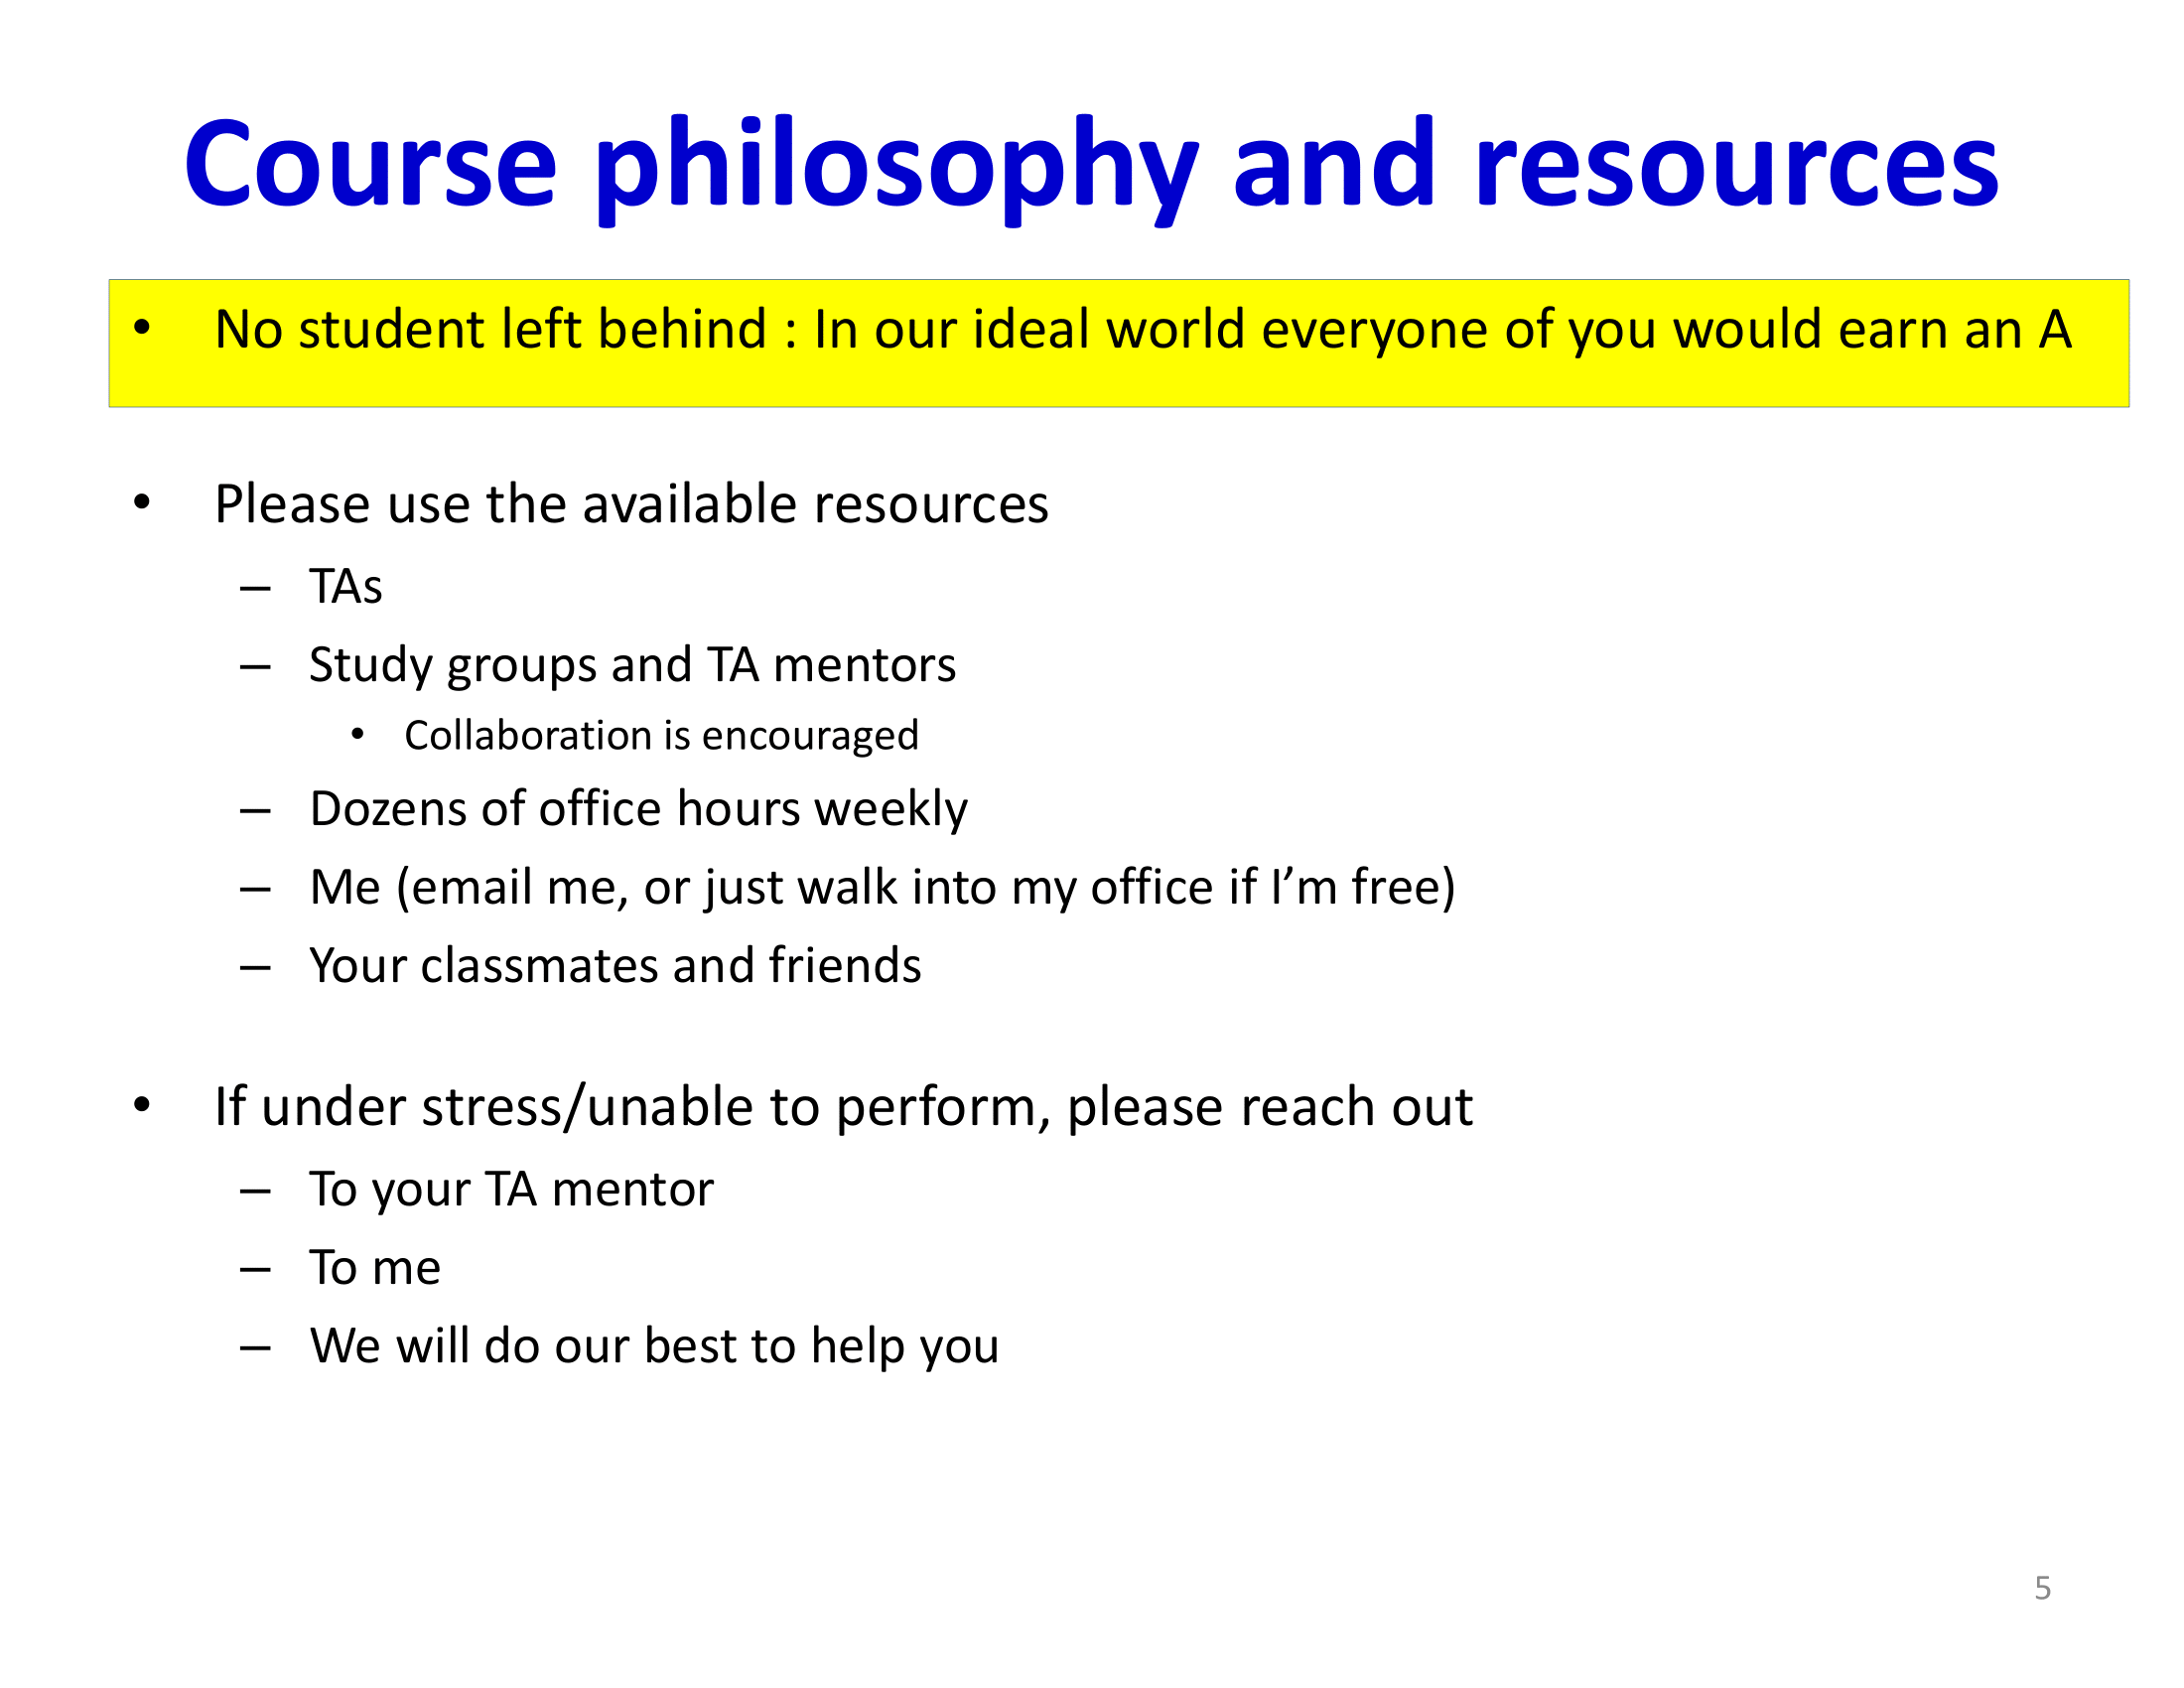 Course philosophy and resources
• No student left behind : In our ideal world everyone of you would earn an A
• Please use the available resources
– TAs
– Study groups and TA mentors
• Collaboration is encouraged
– Dozens of office hours weekly
– Me (email me, or just walk into my office if I’m free)
– Your classmates and friends
• If under stress/unable to perform, please reach out
– To your TA mentor
– To me
– We will do our best to help you
5